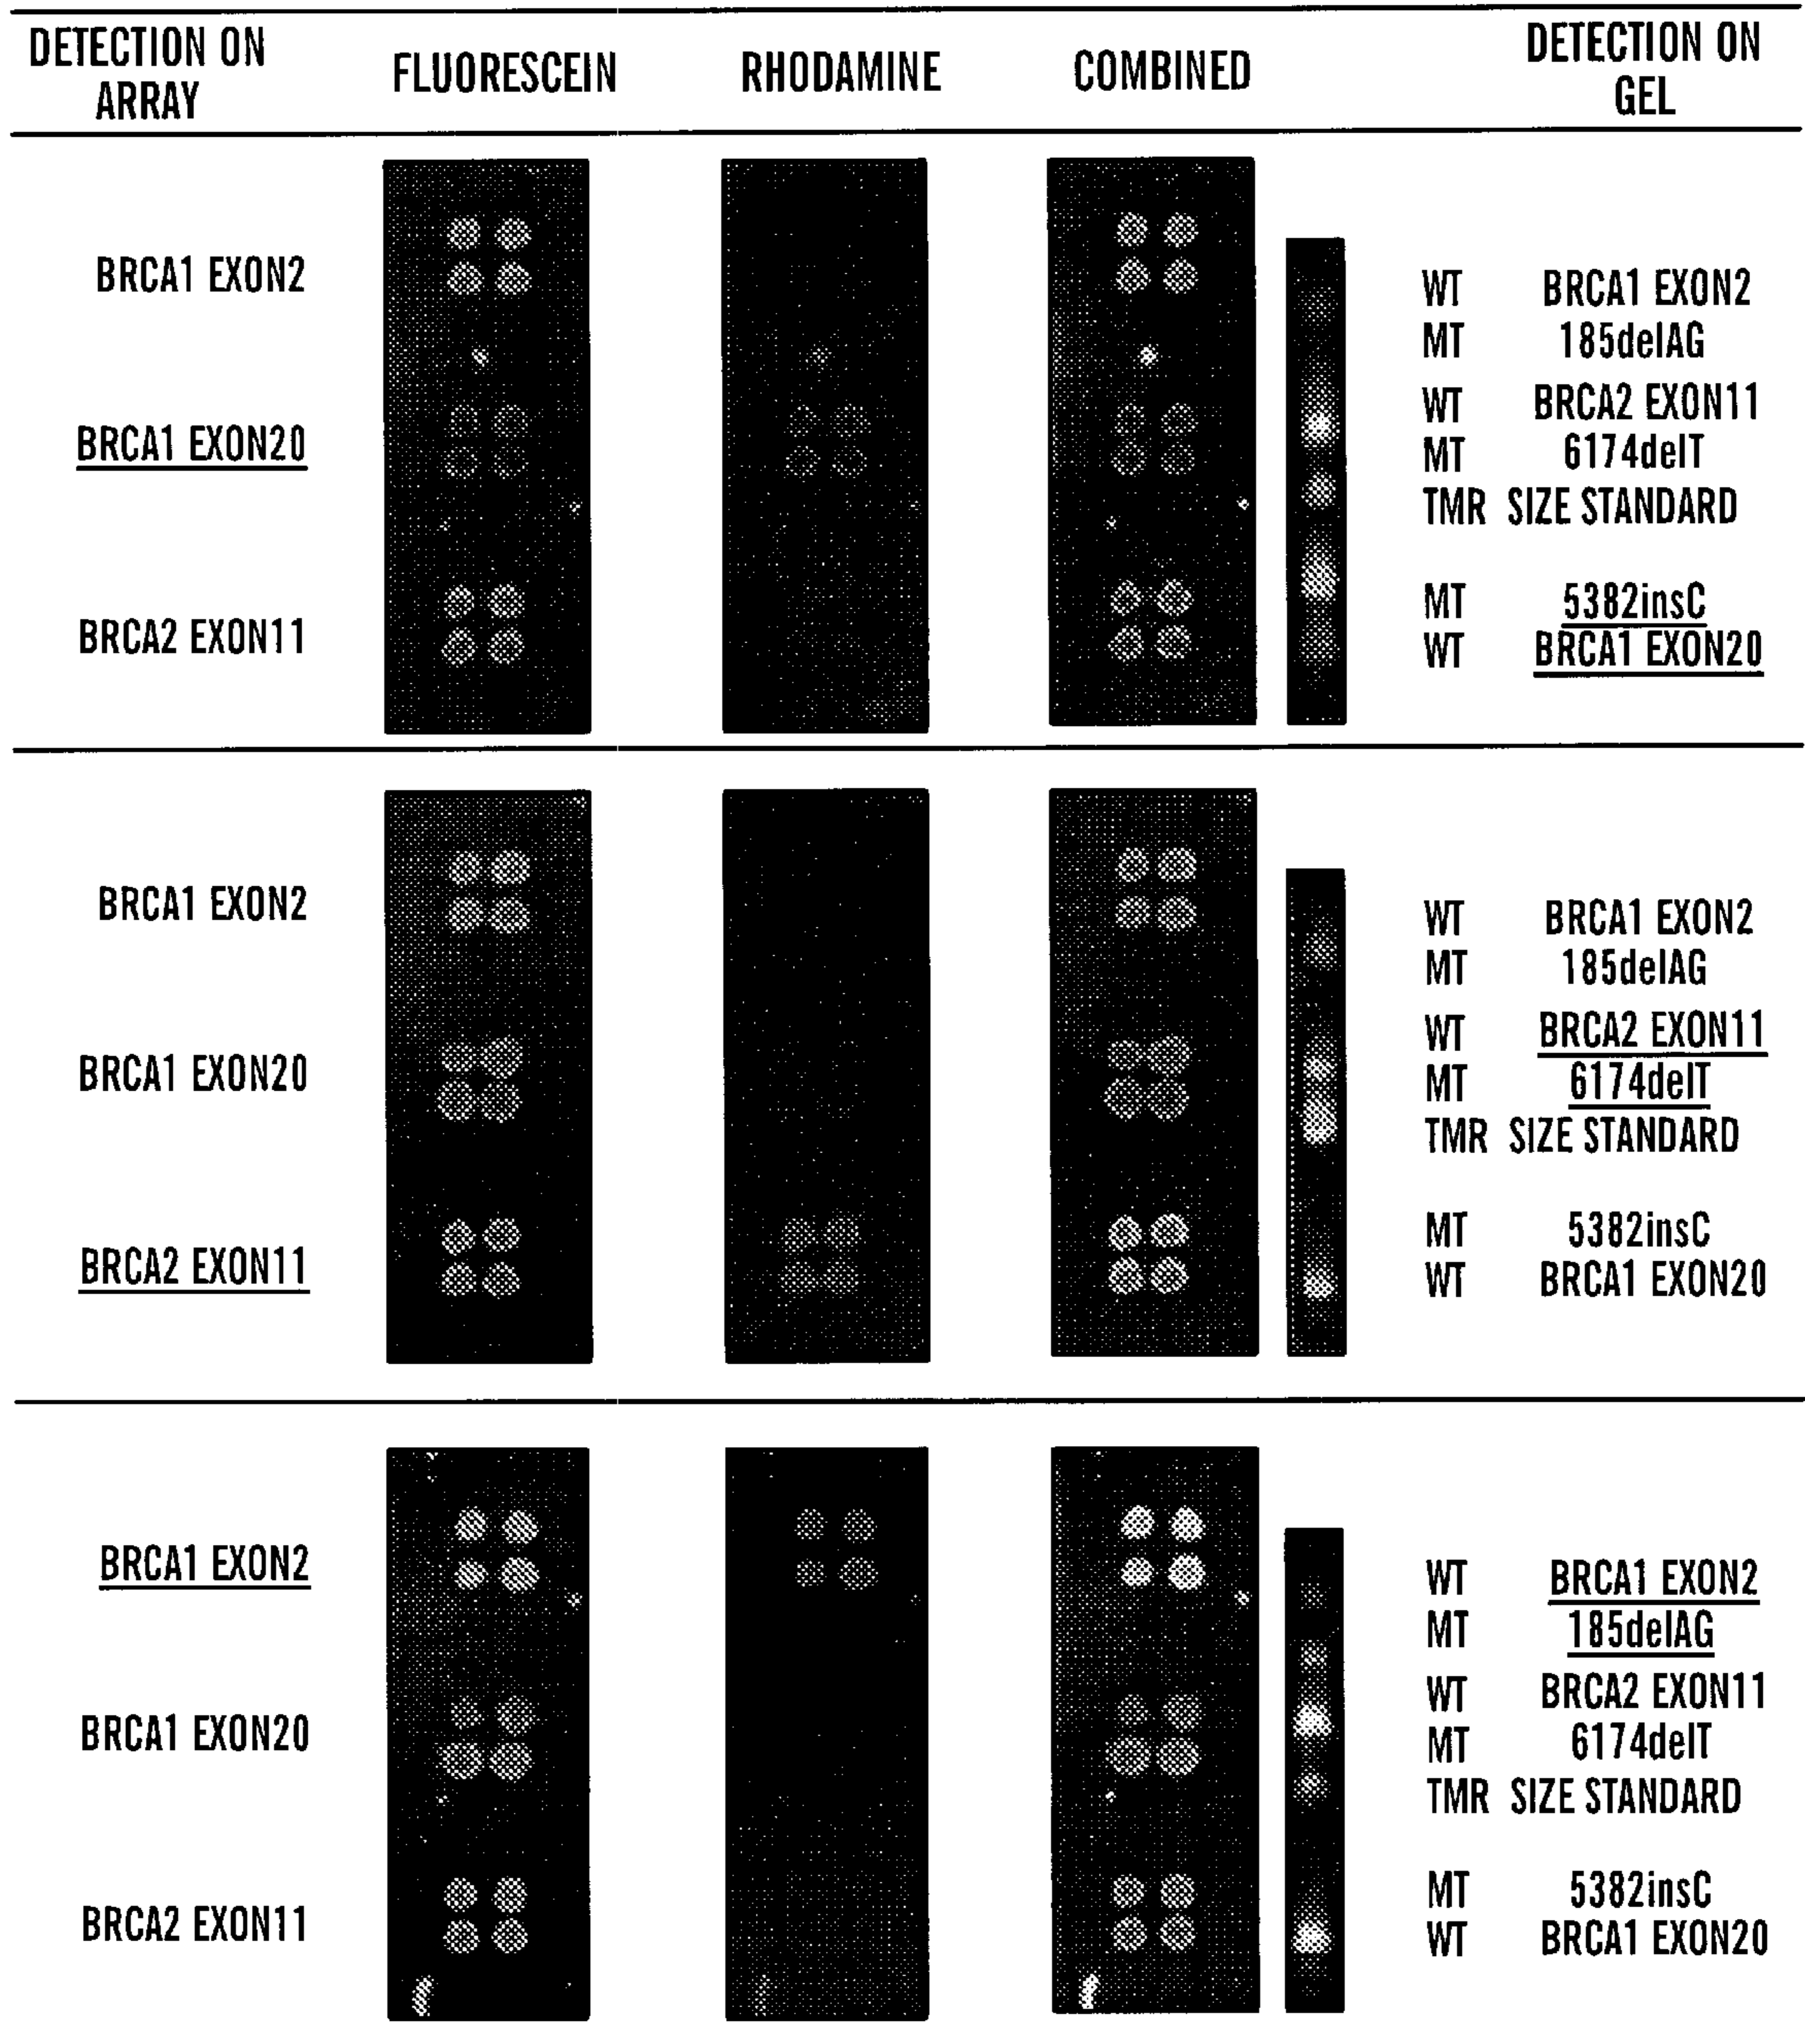 DETECTION ON ARRAY FLUORESCEIN RHODAMINE COMBINED DETECTION ON GEL
BRCA1 EXON2
BRCA1 EXON20
BRCA2 EXON11
WT BRCA1 EXON2
MT 185delAG
WT BRCA2 EXON11
MT 6174delT
TMR SIZE STANDARD
MT 5382insC
WT BRCA1 EXON20
BRCA1 EXON2
BRCA1 EXON20
BRCA2 EXON11
WT BRCA1 EXON2
MT 185delAG
WT BRCA2 EXON11
MT 6174delT
TMR SIZE STANDARD
MT 5382insC
WT BRCA1 EXON20
BRCA1 EXON2
BRCA1 EXON20
BRCA2 EXON11
WT BRCA1 EXON2
MT 185delAG
WT BRCA2 EXON11
MT 6174delT
TMR SIZE STANDARD
MT 5382insC
WT BRCA1 EXON20